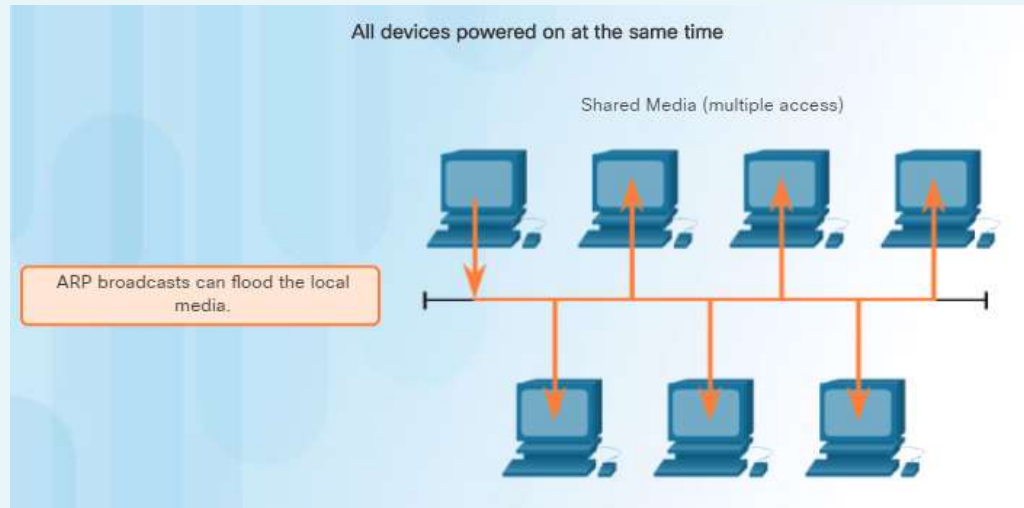 All devices powered on at the same time
Shared Media (multiple access)
ARP broadcasts can flood the local
media.